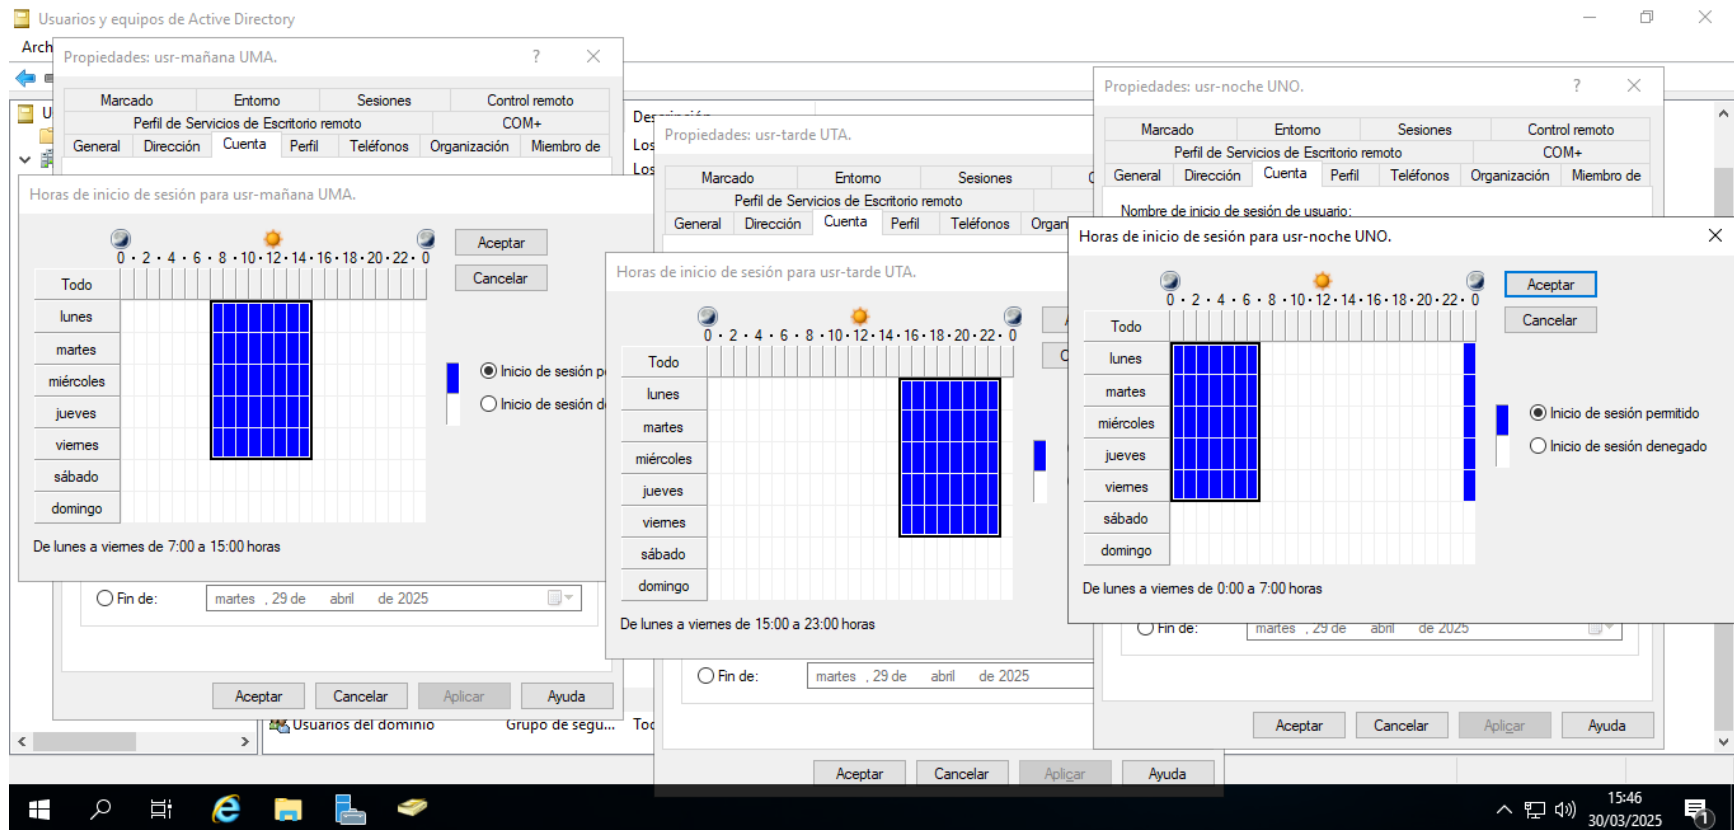 Usuarios y equipos de Active Directory
Arch
Propiedades: usr-mañana UMA.
?
Marcado Entorno Sesiones Control remoto
Perfil de Servicios de Escritorio remoto COM+
General Dirección Cuenta Perfil Teléfonos Organización Miembro de
Horas de inicio de sesión para usr-mañana UMA.
0 · 2 · 4 · 6 · 8 · 10 · 12 · 14 · 16 · 18 · 20 · 22 · 0
Todo
lunes
martes
miércoles
jueves
viernes
sábado
domingo
Aceptar
Cancelar
Inicio de sesión p
Inicio de sesión d
De lunes a viernes de 7:00 a 15:00 horas
Fin de: martes , 29 de abril de 2025
Aceptar Cancelar Aplicar Ayuda
Usuarios del dominio Grupo de segu... Tod
Los
Los
Propiedades: usr-tarde UTA.
Marcado Entorno Sesiones
Perfil de Servicios de Escritorio remoto
General Dirección Cuenta Perfil Teléfonos Organ
Horas de inicio de sesión para usr-tarde UTA.
0 · 2 · 4 · 6 · 8 · 10 · 12 · 14 · 16 · 18 · 20 · 22 · 0
Todo
lunes
martes
miércoles
jueves
viernes
sábado
domingo
De lunes a viernes de 15:00 a 23:00 horas
Fin de: martes , 29 de abril de 2025
Aceptar Cancelar Aplicar Ayuda
Propiedades: usr-noche UNO.
?
Marcado Entorno Sesiones Control remoto
Perfil de Servicios de Escritorio remoto COM+
General Dirección Cuenta Perfil Teléfonos Organización Miembro de
Nombre de inicio de sesión de usuario:
Horas de inicio de sesión para usr-noche UNO.
0 · 2 · 4 · 6 · 8 · 10 · 12 · 14 · 16 · 18 · 20 · 22 · 0
Todo
lunes
martes
miércoles
jueves
viernes
sábado
domingo
Aceptar
Cancelar
Inicio de sesión permitido
Inicio de sesión denegado
De lunes a viernes de 0:00 a 7:00 horas
Fin de: martes , 29 de abril de 2025
Aceptar Cancelar Aplicar Ayuda
15:46
30/03/2025
1